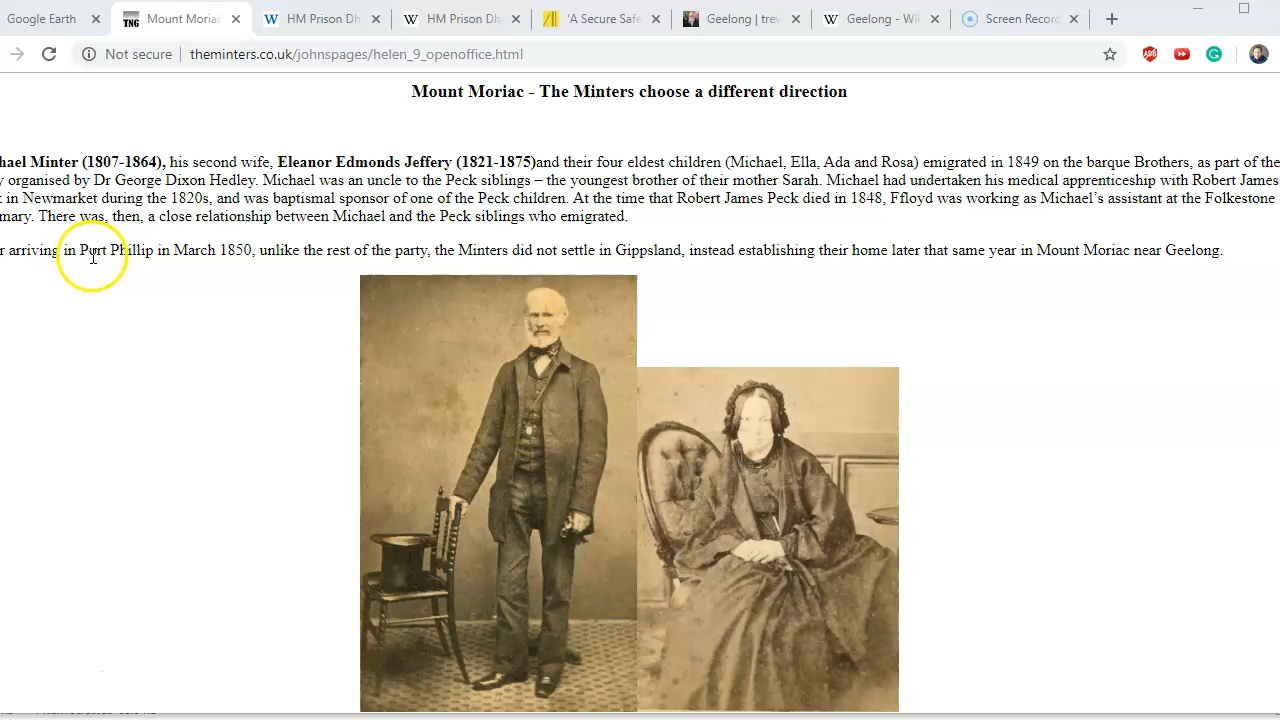 Google Earth
Mount Moriac
HM Prison Dh
HM Prison Dh
'A Secure Safe
Geelong | trev
Geelong - Wi
Screen Record
Not secure
theminters.co.uk/johnspages/helen_9_openoffice.html
Mount Moriac - The Minters choose a different direction
hael Minter (1807-1864), his second wife, Eleanor Edmonds Jeffery (1821-1875)and their four eldest children (Michael, Ella, Ada and Rosa) emigrated in 1849 on the barque Brothers, as part of the
y organised by Dr George Dixon Hedley. Michael was an uncle to the Peck siblings – the youngest brother of their mother Sarah. Michael had undertaken his medical apprenticeship with Robert James
in Newmarket during the 1820s, and was baptismal sponsor of one of the Peck children. At the time that Robert James Peck died in 1848, Ffloyd was working as Michael’s assistant at the Folkestone
mary. There was, then, a close relationship between Michael and the Peck siblings who emigrated.
r arriving in Port Phillip in March 1850, unlike the rest of the party, the Minters did not settle in Gippsland, instead establishing their home later that same year in Mount Moriac near Geelong.